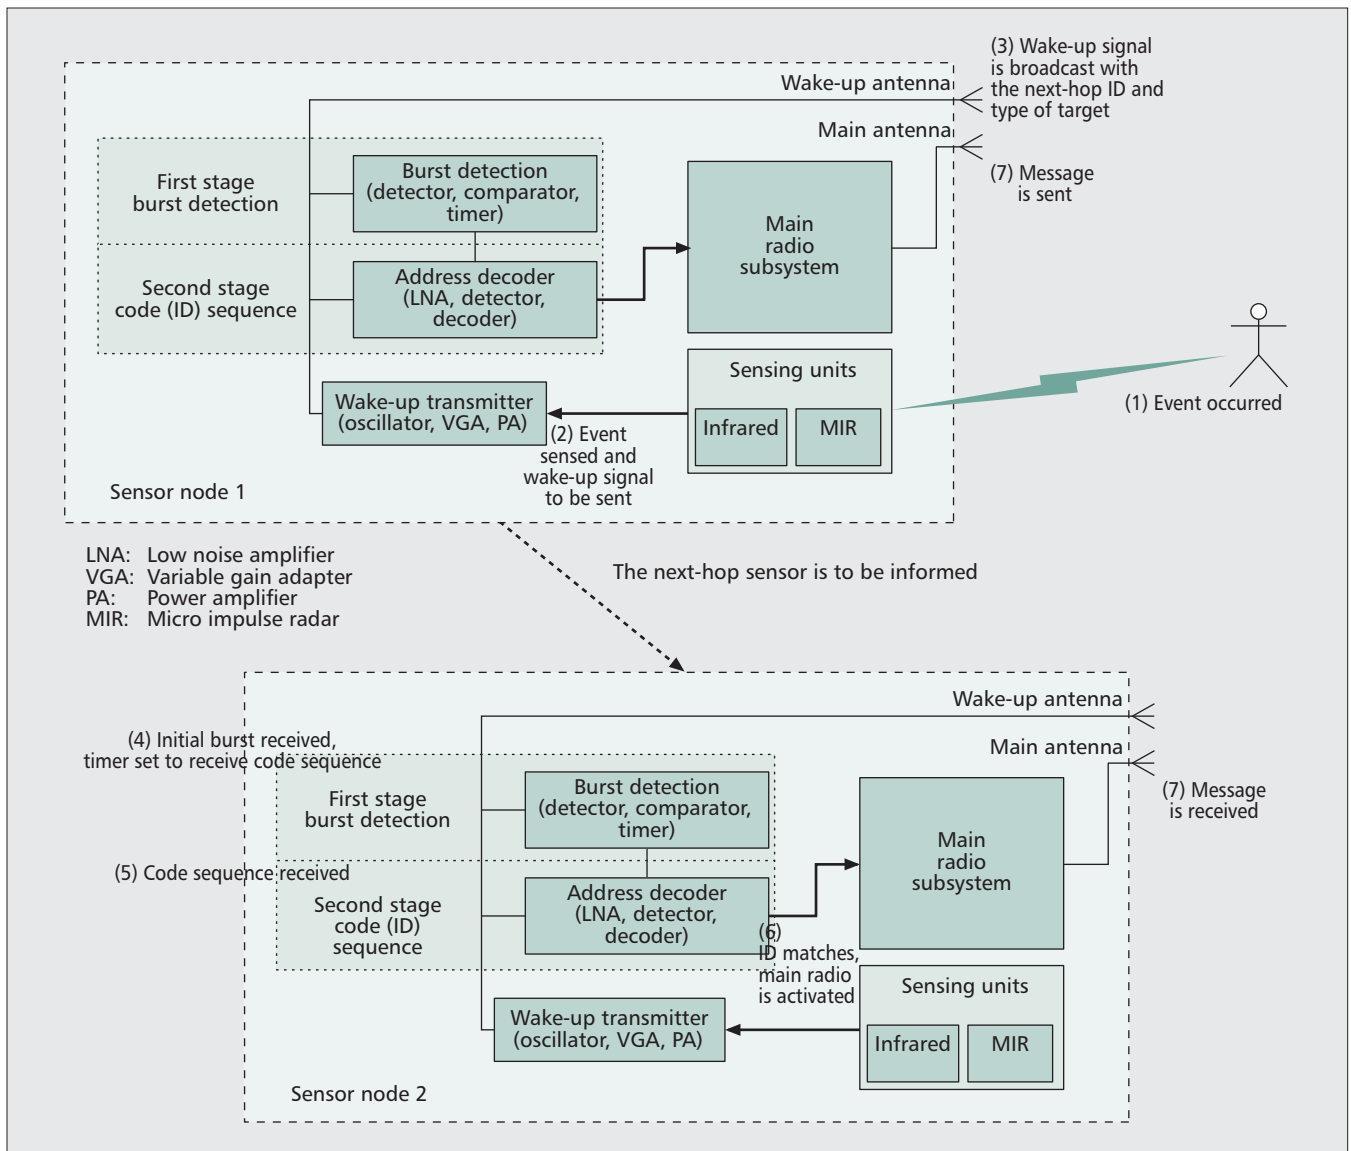 (3) Wake-up signal
is broadcast with
the next-hop ID and
type of target
Wake-up antenna
Main antenna
(7) Message
is sent
First stage
burst detection
Burst detection
(detector, comparator,
timer)
Main
radio
subsystem
Second stage
code (ID) sequence
Address decoder
(LNA, detector,
decoder)
Sensing units
Infrared
MIR
(1) Event occurred
Wake-up transmitter
(oscillator, VGA, PA)
(2) Event
sensed and
wake-up signal
to be sent
Sensor node 1
LNA: Low noise amplifier
VGA: Variable gain adapter
PA: Power amplifier
MIR: Micro impulse radar
The next-hop sensor is to be informed
Wake-up antenna
Main antenna
(4) Initial burst received,
timer set to receive code sequence
(7) Message
is received
First stage
burst detection
Burst detection
(detector, comparator,
timer)
Main
radio
subsystem
(5) Code sequence received
Second stage
code (ID)
sequence
Address decoder
(LNA, detector,
decoder)
(6)
ID matches,
main radio
is activated
Sensing units
Infrared
MIR
Wake-up transmitter
(oscillator, VGA, PA)
Sensor node 2